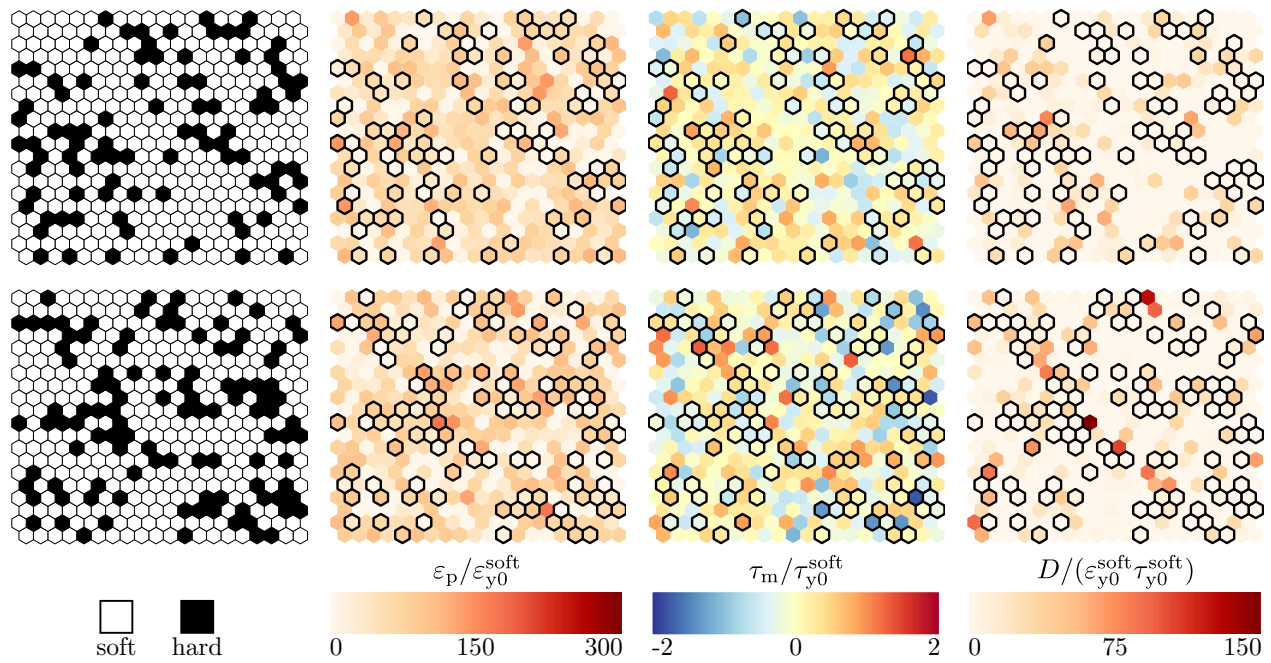 ε_p/ε_y0^soft τ_m/τ_y0^soft D/(ε_y0^soft τ_y0^soft)
0 150 300 -2 0 2 0 75 150
soft hard